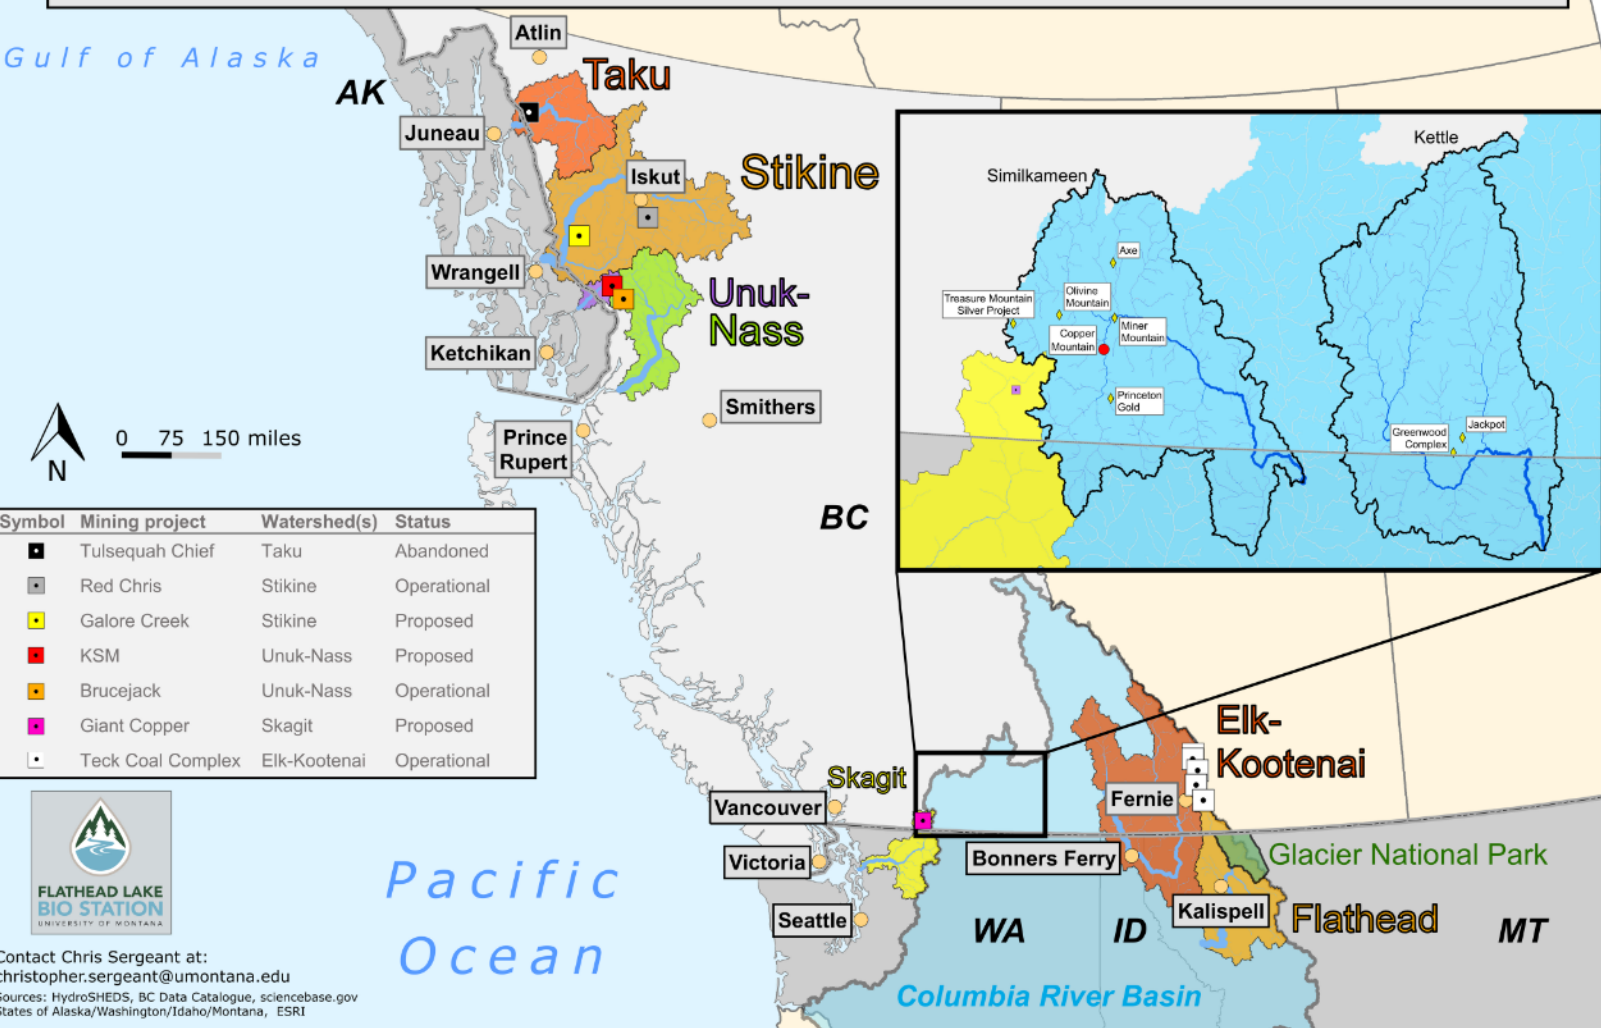 Gulf of Alaska
Atlin
AK
Taku
Juneau
Stikine
Iskut
Wrangell
Unuk-
Nass
Ketchikan
Smithers
Prince
Rupert
0 75 150 miles
N
BC
Similkameen
Kettle
Axe
Treasure Mountain
Silver Project
Olivine
Mountain
Copper
Mountain
Miner
Mountain
Princeton
Gold
Greenwood
Complex
Jackpot
Symbol Mining project Watershed(s) Status
Tulsequah Chief Taku Abandoned
Red Chris Stikine Operational
Galore Creek Stikine Proposed
KSM Unuk-Nass Proposed
Brucejack Unuk-Nass Operational
Giant Copper Skagit Proposed
Teck Coal Complex Elk-Kootenai Operational
Elk-
Kootenai
Skagit
Vancouver
Fernie
Victoria
Bonners Ferry
Glacier National Park
Seattle
Kalispell
Flathead
WA
ID
MT
Columbia River Basin
Pacific
Ocean
FLATHEAD LAKE
BIO STATION
UNIVERSITY OF MONTANA
Contact Chris Sergeant at:
christopher.sergeant@umontana.edu
Sources: HydroSHEDS, BC Data Catalogue, sciencebase.gov
States of Alaska/Washington/Idaho/Montana, ESRI